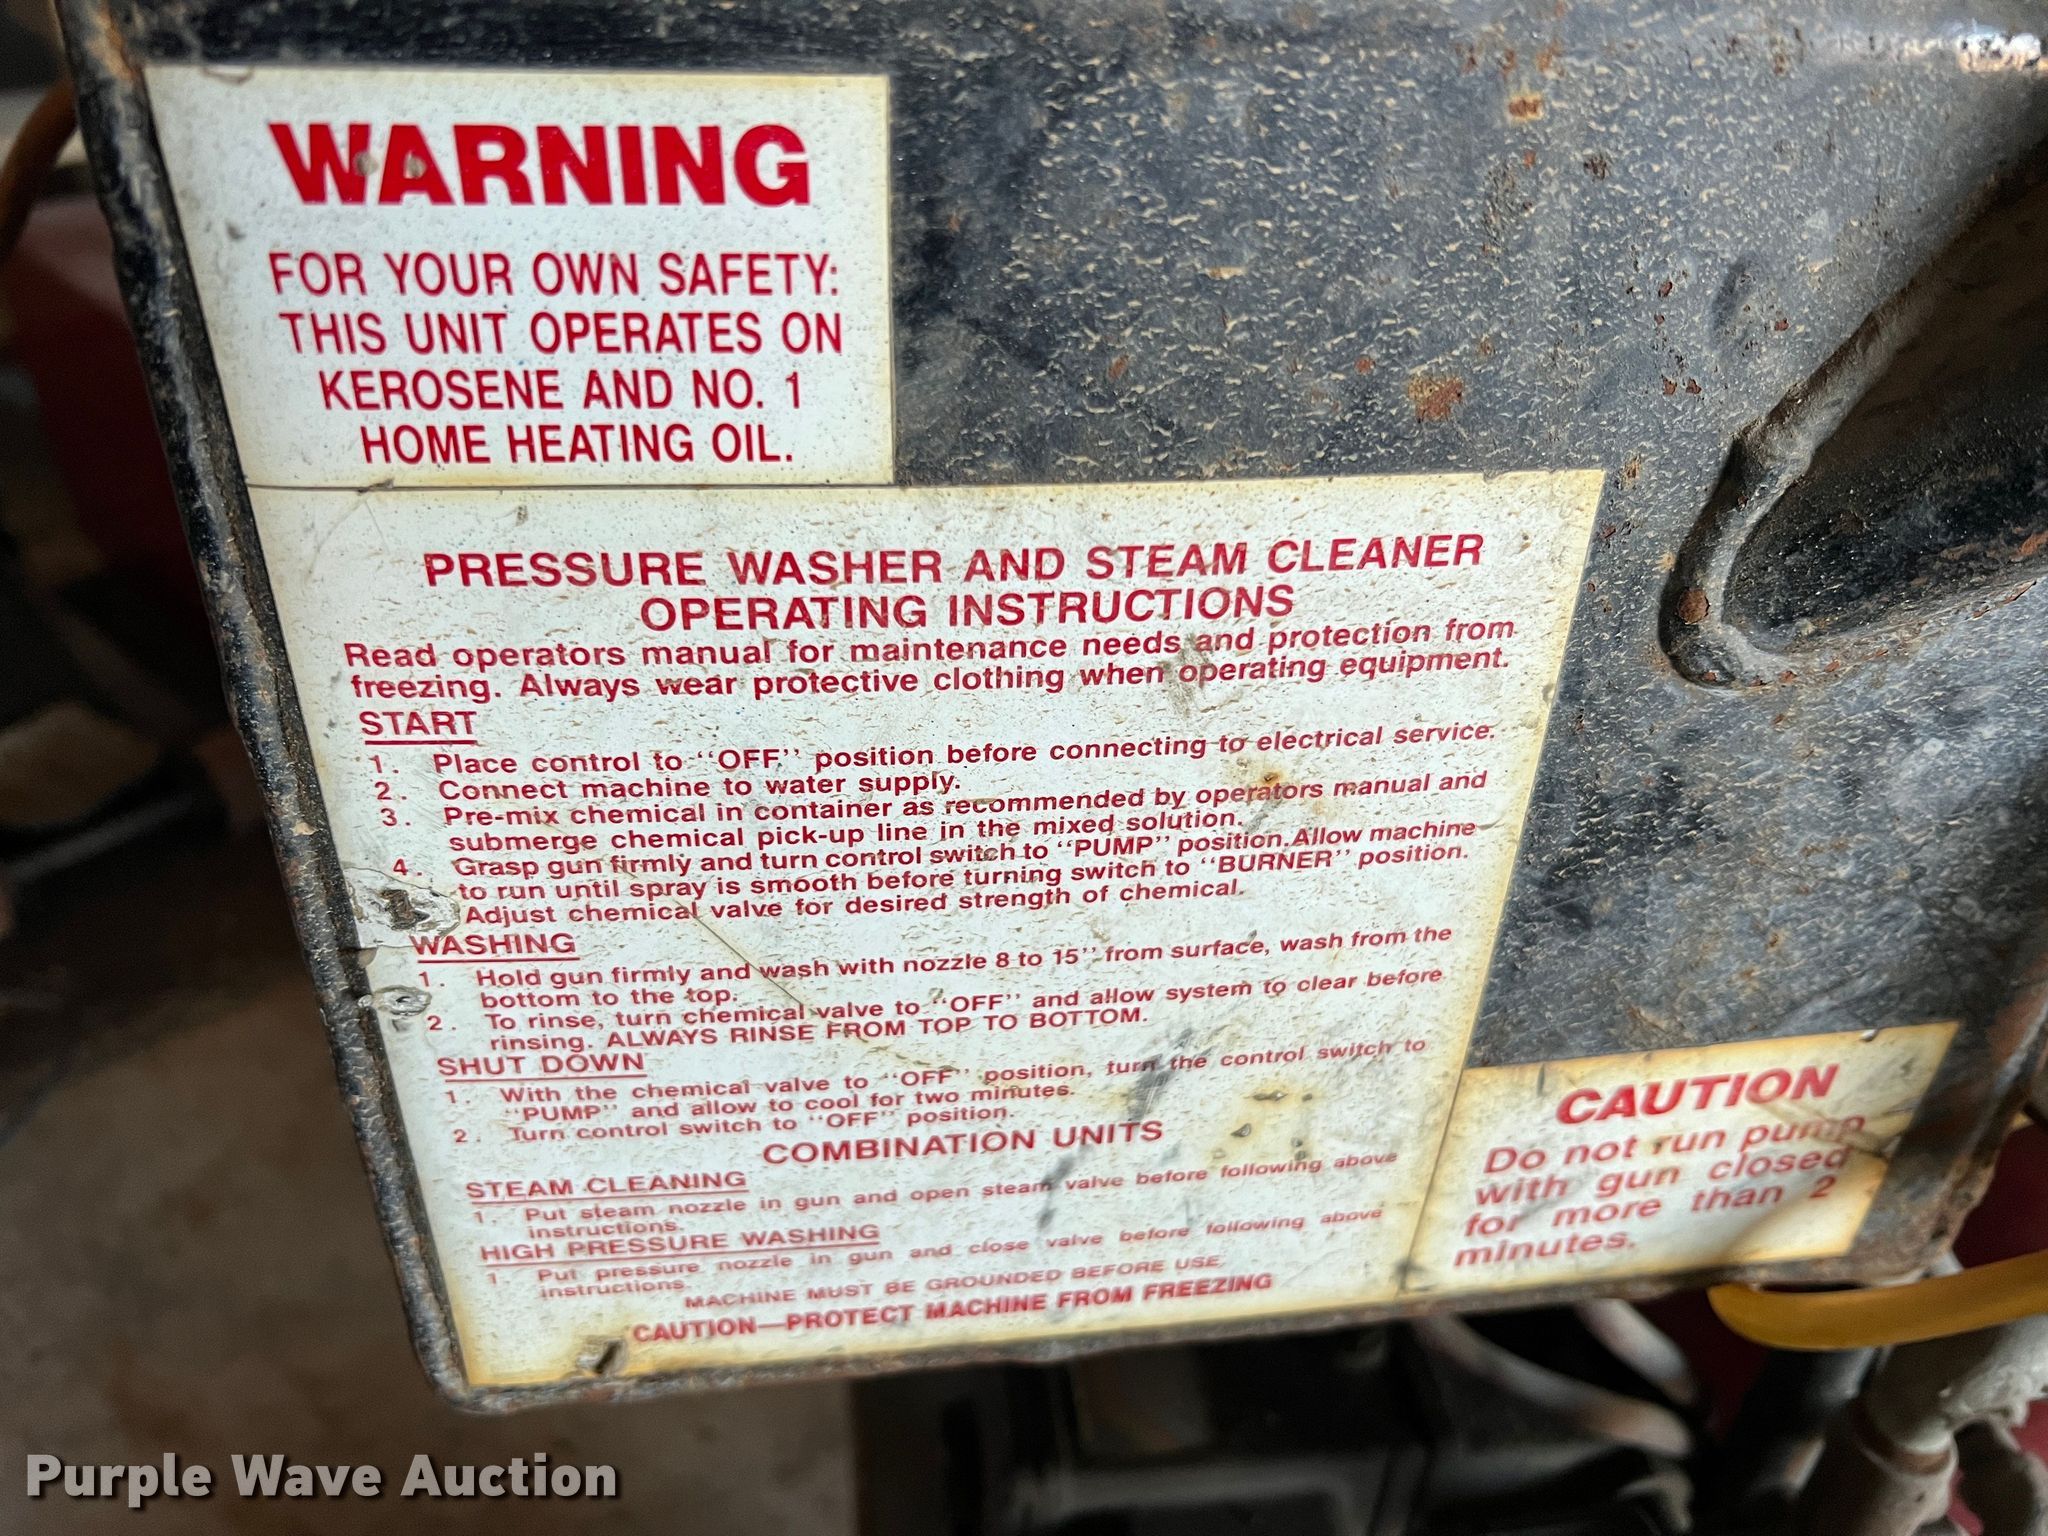 WARNING
FOR YOUR OWN SAFETY:
THIS UNIT OPERATES ON
KEROSENE AND NO. 1
HOME HEATING OIL.
PRESSURE WASHER AND STEAM CLEANER
OPERATING INSTRUCTIONS
Read operators manual for maintenance needs and protection from
freezing. Always wear protective clothing when operating equipment.
START
1. Place control to "OFF" position before connecting to electrical service.
2. Connect machine to water supply.
3. Pre-mix chemical in container as recommended by operators manual and
submerge chemical pick-up line in the mixed solution.
4. Grasp gun firmly and turn control switch to "PUMP" position. Allow machine
to run until spray is smooth before turning switch to "BURNER" position.
Adjust chemical valve for desired strength of chemical.
WASHING
1. Hold gun firmly and wash with nozzle 8 to 15" from surface, wash from the
bottom to the top.
2. To rinse, turn chemical valve to "OFF" and allow system to clear before
rinsing. ALWAYS RINSE FROM TOP TO BOTTOM.
SHUT DOWN
1. With the chemical valve to "OFF" position, turn the control switch to
"PUMP" and allow to cool for two minutes.
2. Turn control switch to "OFF" position.
COMBINATION UNITS
STEAM CLEANING
1. Put steam nozzle in gun and open steam valve before following above
instructions.
HIGH PRESSURE WASHING
1. Put pressure nozzle in gun and close valve before following above
instructions.
MACHINE MUST BE GROUNDED BEFORE USE.
CAUTION—PROTECT MACHINE FROM FREEZING
CAUTION
Do not run pump
with gun closed
for more than 2
minutes.
Purple Wave Auction